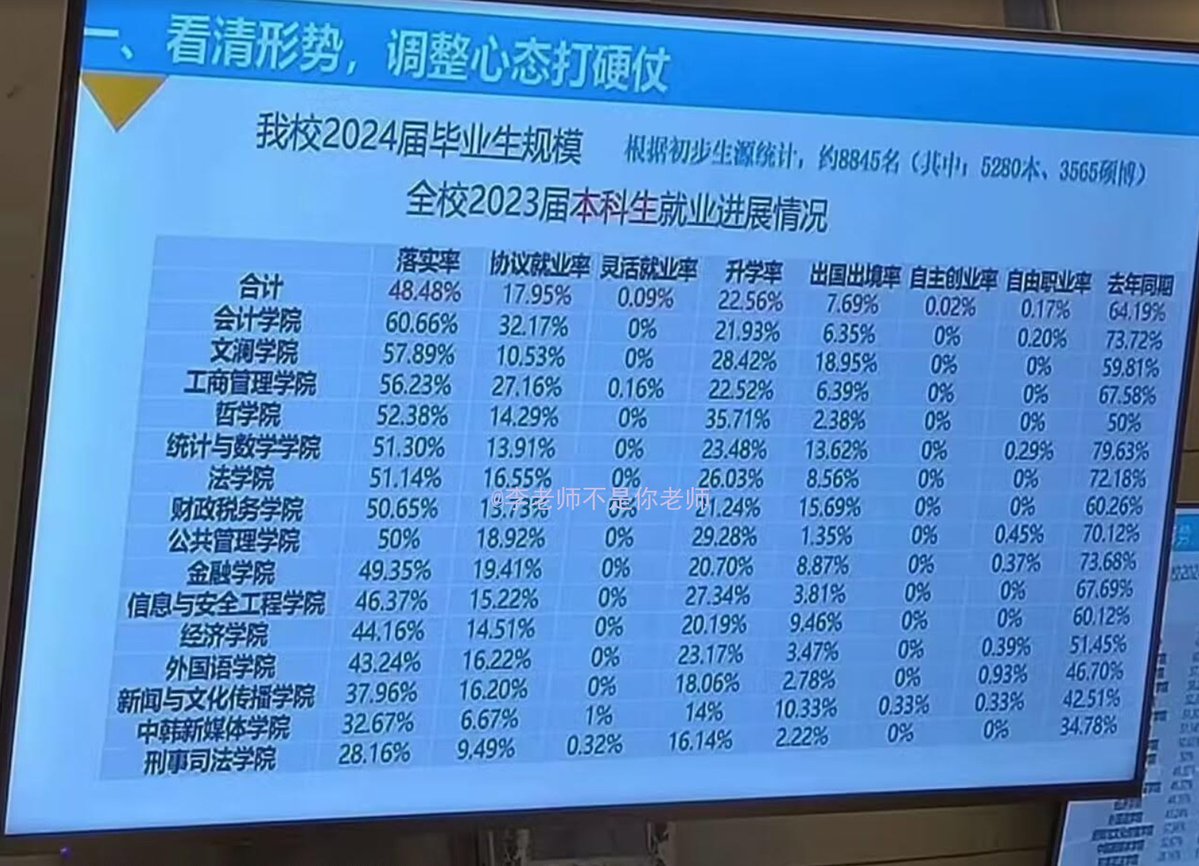 一、看清形势，调整心态打硬仗
我校2024届毕业生规模 根据初步生源统计，约8845名（其中：5280本、3565硕博）
全校2023届本科生就业进展情况
落实率 协议就业率 灵活就业率 升学率 出国出境率 自主创业率 自由职业率 去年同期
合计 48.48% 17.95% 0.09% 22.56% 7.69% 0.02% 0.17% 64.19%
会计学院 60.66% 32.17% 0% 21.93% 6.35% 0% 0.20% 73.72%
文澜学院 57.89% 10.53% 0% 28.42% 18.95% 0% 0% 59.81%
工商管理学院 56.23% 27.16% 0.16% 22.52% 6.39% 0% 0% 67.58%
哲学院 52.38% 14.29% 0% 35.71% 2.38% 0% 0% 50%
统计与数学学院 51.30% 13.91% 0% 23.48% 13.62% 0% 0.29% 79.63%
法学院 51.14% 16.55% 0% 26.03% 8.56% 0% 0% 72.18%
@李老师不是你老师
财政税务学院 50.65% 15.69% 0% 0% 60.26%
公共管理学院 50% 18.92% 0% 29.28% 1.35% 0% 0.45% 70.12%
金融学院 49.35% 19.41% 0% 20.70% 8.87% 0% 0.37% 73.68%
信息与安全工程学院 46.37% 15.22% 0% 27.34% 3.81% 0% 0% 67.69%
经济学院 44.16% 14.51% 0% 20.19% 9.46% 0% 0% 60.12%
外国语学院 43.24% 16.22% 0% 23.17% 3.47% 0% 0.39% 51.45%
新闻与文化传播学院 37.96% 16.20% 0% 18.06% 2.78% 0% 0.93% 46.70%
中韩新媒体学院 32.67% 6.67% 1% 14% 10.33% 0.33% 0.33% 42.51%
刑事司法学院 28.16% 9.49% 0.32% 16.14% 2.22% 0% 0% 34.78%